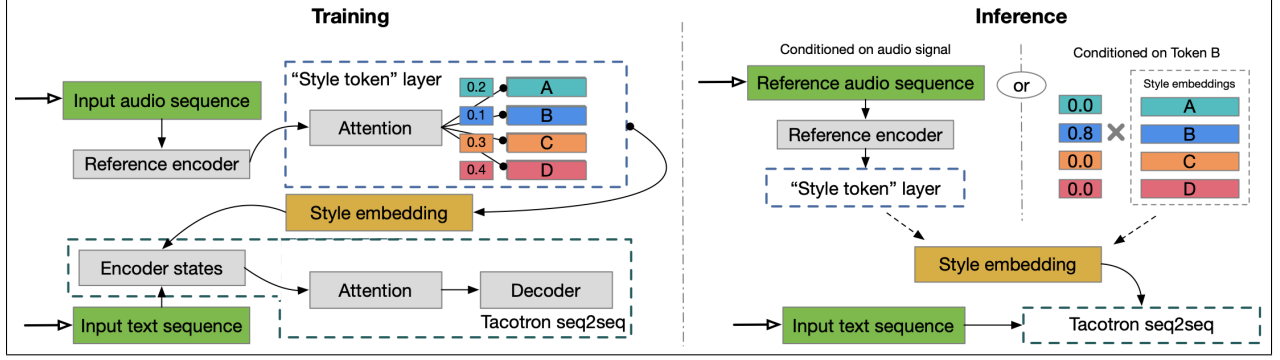 Training
Input audio sequence
Reference encoder
“Style token” layer
Attention
0.2 A
0.1 B
0.3 C
0.4 D
Style embedding
Encoder states
Attention
Decoder
Tacotron seq2seq
Input text sequence
Inference
Conditioned on audio signal
Reference audio sequence
Reference encoder
“Style token” layer
or
Conditioned on Token B
Style embeddings
0.0 A
0.8 B
0.0 C
0.0 D
Style embedding
Input text sequence
Tacotron seq2seq